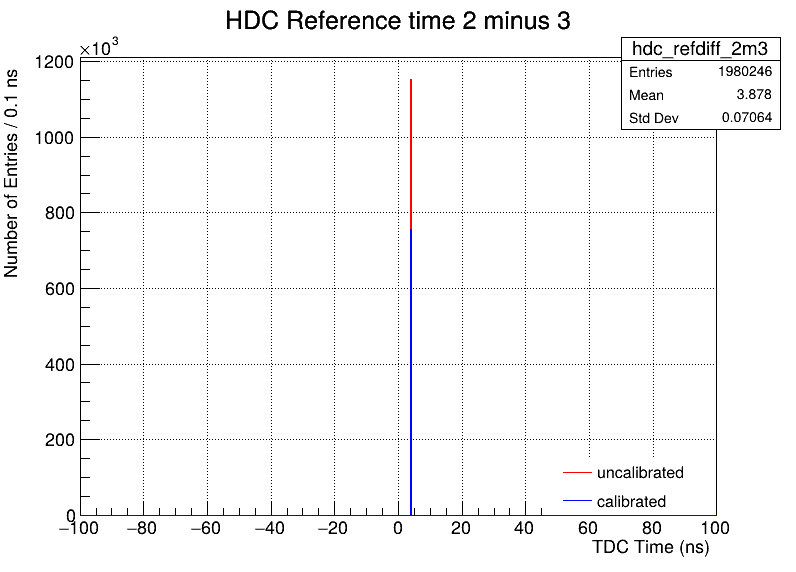 HDC Reference time 2 minus 3
×10³
hdc_refdiff_2m3
Entries 1980246
Mean 3.878
Std Dev 0.07064
Number of Entries / 0.1 ns
1200
1000
800
600
400
200
0
uncalibrated
calibrated
−100 −80 −60 −40 −20 0 20 40 60 80 100
TDC Time (ns)